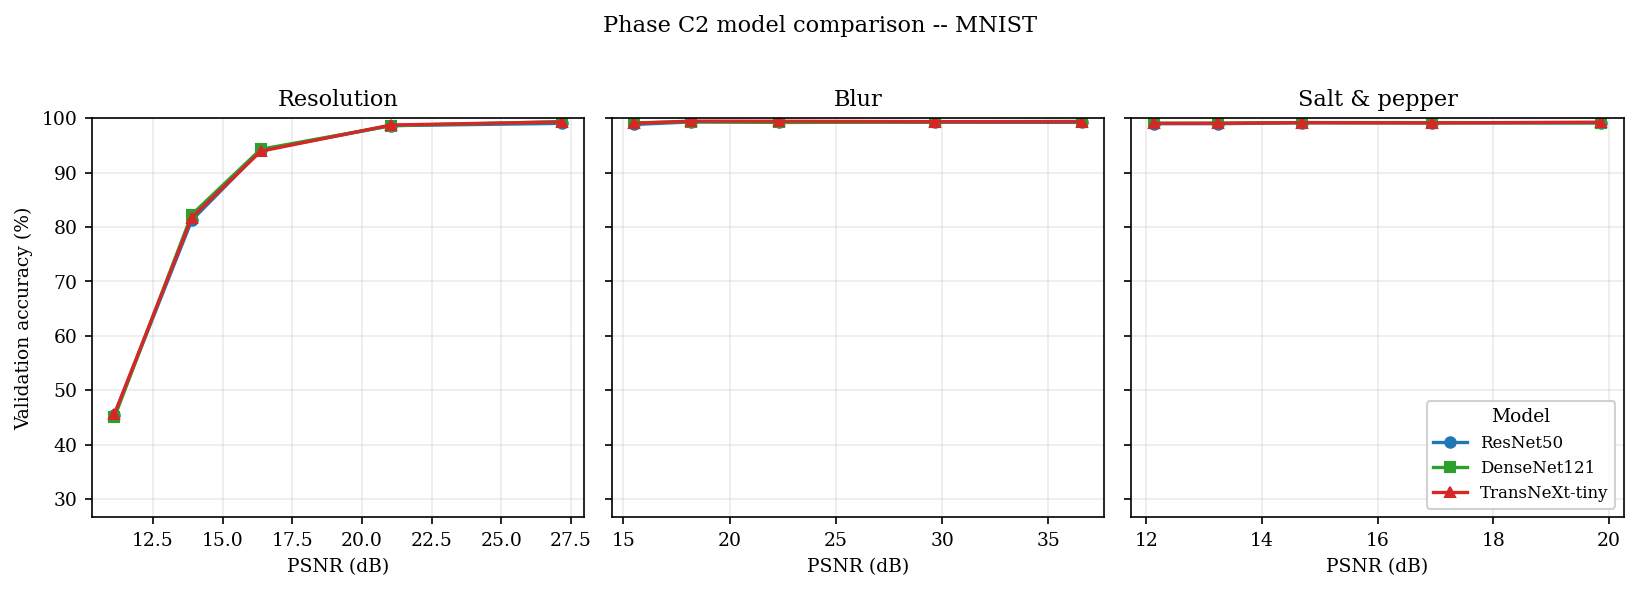 Phase C2 model comparison -- MNIST
Resolution
Blur
Salt & pepper
Validation accuracy (%)
100
90
80
70
60
50
40
30
12.5 15.0 17.5 20.0 22.5 25.0 27.5
PSNR (dB)
15 20 25 30 35
PSNR (dB)
12 14 16 18 20
PSNR (dB)
Model
ResNet50
DenseNet121
TransNeXt-tiny